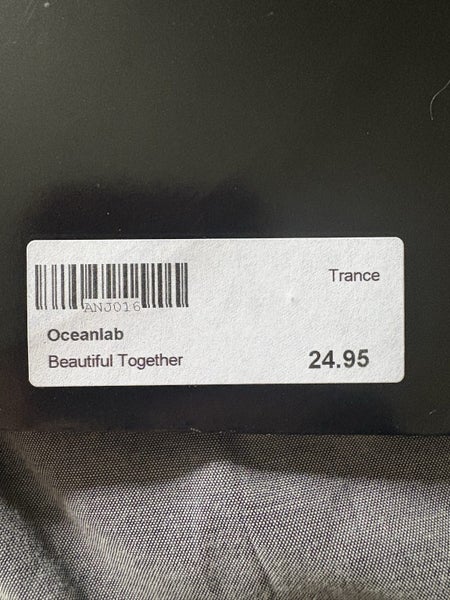 Trance
ANJ016
Oceanlab
Beautiful Together
24.95